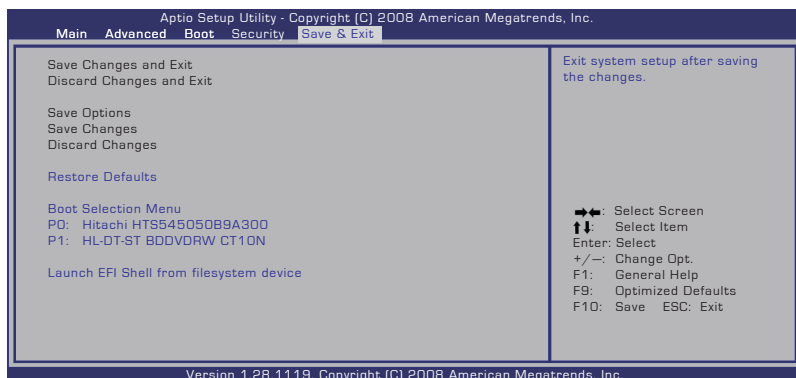 Aptio Setup Utility - Copyright (C) 2008 American Megatrends, Inc.
Main Advanced Boot Security Save & Exit
Save Changes and Exit
Discard Changes and Exit
Save Options
Save Changes
Discard Changes
Restore Defaults
Boot Selection Menu
P0: Hitachi HTS545050B9A300
P1: HL-DT-ST BDDVDRW CT10N
Launch EFI Shell from filesystem device
Exit system setup after saving
the changes.
→←: Select Screen
↑↓: Select Item
Enter: Select
+/—: Change Opt.
F1: General Help
F9: Optimized Defaults
F10: Save ESC: Exit
Version 1.28.1119. Copyright (C) 2008 American Megatrends, Inc.